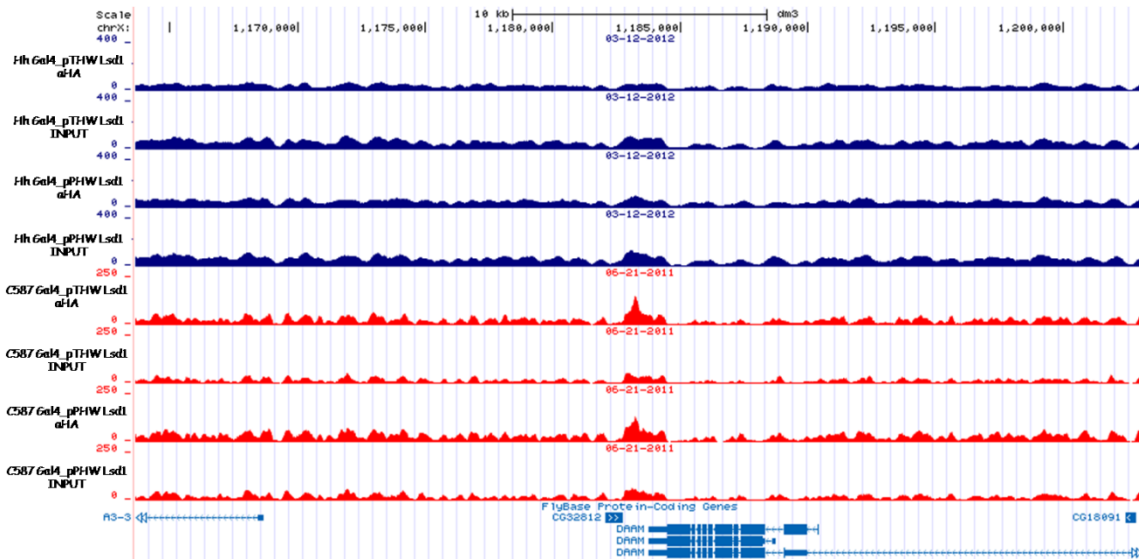 Scale 10 kb dm3
chrX: 1,170,000 1,175,000 1,180,000 1,185,000 1,190,000 1,195,000 1,200,000
400 _ 03-12-2012
Hh Gal4_pTHW Lsd1
aHA
0 _
400 _ 03-12-2012
Hh Gal4_pTHW Lsd1
INPUT
0 _
400 _ 03-12-2012
Hh Gal4_pPHW Lsd1
aHA
0 _
400 _ 03-12-2012
Hh Gal4_pPHW Lsd1
INPUT
0 _
250 _ 06-21-2011
C587 Gal4_pTHW Lsd1
aHA
0 _
250 _ 06-21-2011
C587 Gal4_pTHW Lsd1
INPUT
0 _
250 _ 06-21-2011
C587 Gal4_pPHW Lsd1
aHA
0 _
250 _ 06-21-2011
C587 Gal4_pPHW Lsd1
INPUT
0 _
FlyBase Protein-Coding Genes
A3-3 CG32812 CG18091
DAAM
DAAM
DAAM